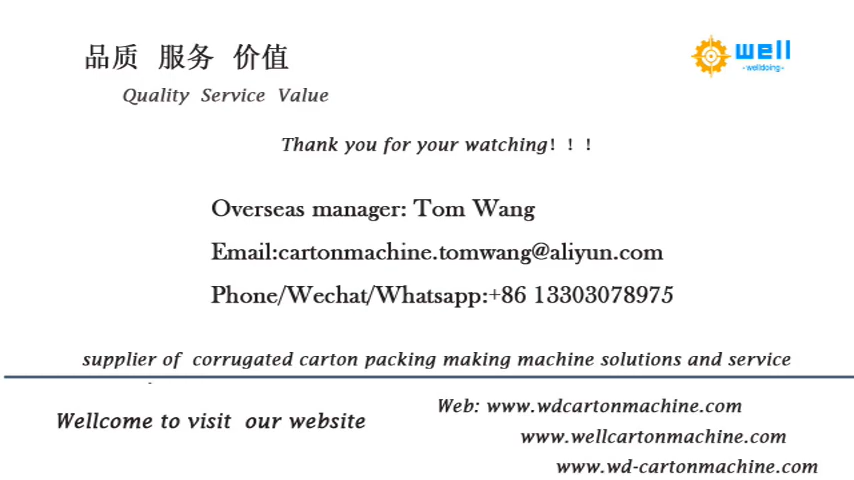 品质 服务 价值
well
Quality Service Value
-welldoing-
Thank you for your watching！！！
Overseas manager: Tom Wang
Email:cartonmachine.tomwang@aliyun.com
Phone/Wechat/Whatsapp:+86 13303078975
supplier of corrugated carton packing making machine solutions and service
Wellcome to visit our website
Web: www.wdcartonmachine.com
www.wellcartonmachine.com
www.wd-cartonmachine.com